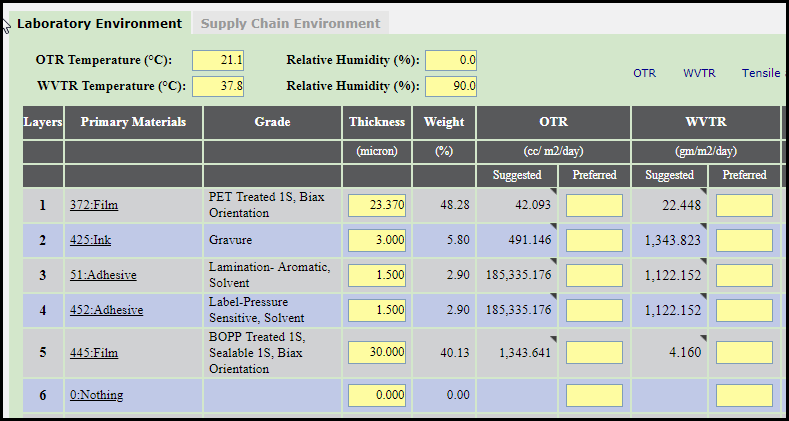 Laboratory Environment Supply Chain Environment
OTR Temperature (°C): 21.1 Relative Humidity (%): 0.0
WVTR Temperature (°C): 37.8 Relative Humidity (%): 90.0
OTR WVTR Tensile
Layers Primary Materials Grade Thickness Weight OTR WVTR
(micron) (%) (cc/ m2/day) (gm/m2/day)
Suggested Preferred Suggested Preferred
1 372:Film PET Treated 1S, Biax Orientation 23.370 48.28 42.093 22.448
2 425:Ink Gravure 3.000 5.80 491.146 1,343.823
3 51:Adhesive Lamination- Aromatic, Solvent 1.500 2.90 185,335.176 1,122.152
4 452:Adhesive Label-Pressure Sensitive, Solvent 1.500 2.90 185,335.176 1,122.152
5 445:Film BOPP Treated 1S, Sealable 1S, Biax Orientation 30.000 40.13 1,343.641 4.160
6 0:Nothing 0.000 0.00